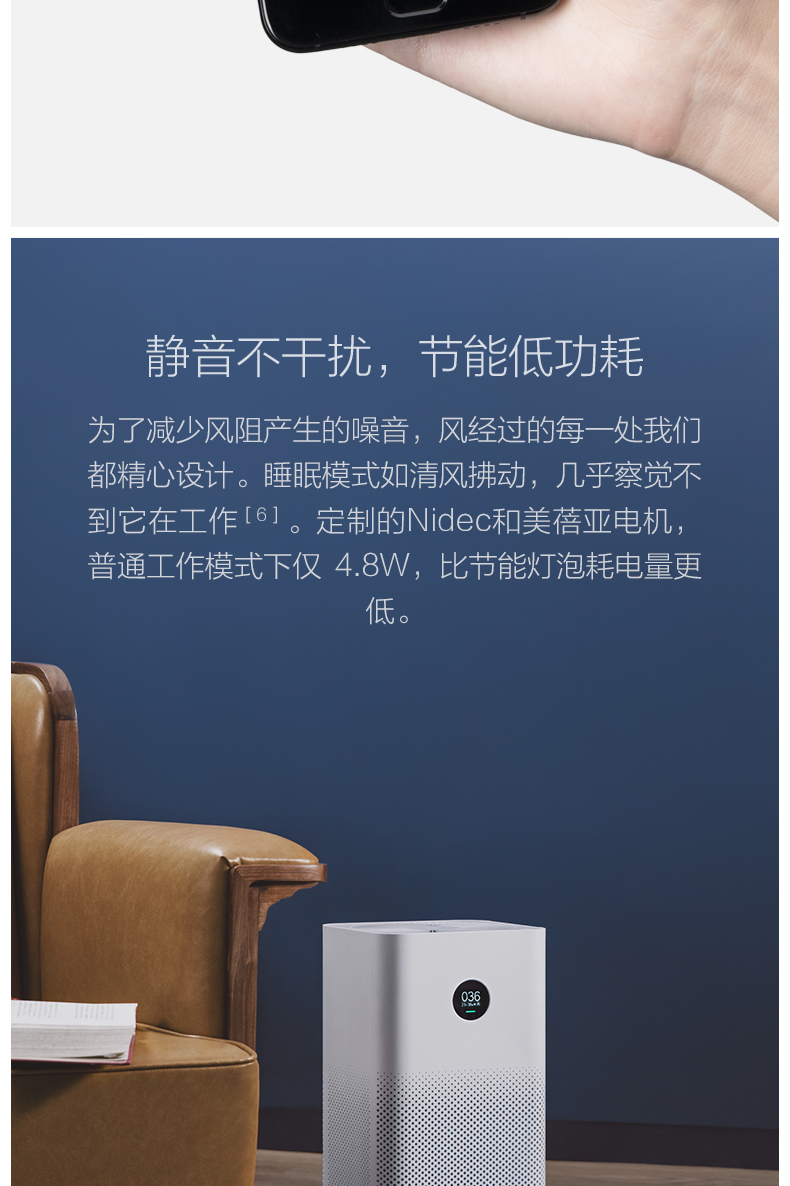 静音不干扰，节能低功耗
为了减少风阻产生的噪音，风经过的每一处我们
都精心设计。睡眠模式如清风拂动，几乎察觉不
到它在工作[6]。定制的Nidec和美蓓亚电机，
普通工作模式下仅 4.8W，比节能灯泡耗电量更
低。
036